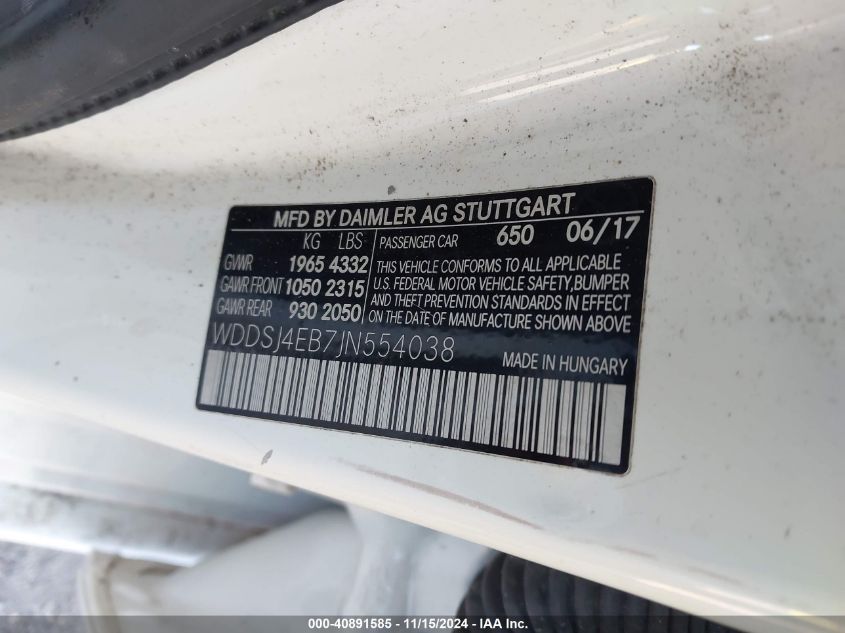 MFD BY DAIMLER AG STUTTGART
KG LBS PASSENGER CAR 650 06/17
GVWR 1965 4332 THIS VEHICLE CONFORMS TO ALL APPLICABLE
GAWR FRONT 1050 2315 U.S. FEDERAL MOTOR VEHICLE SAFETY, BUMPER
GAWR REAR 930 2050 AND THEFT PREVENTION STANDARDS IN EFFECT
ON THE DATE OF MANUFACTURE SHOWN ABOVE
WDDSJ4EB7JN554038 MADE IN HUNGARY
000-40891585 - 11/15/2024 - IAA Inc.